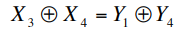 X₃ ⊕ X₄ = Y₁ ⊕ Y₄